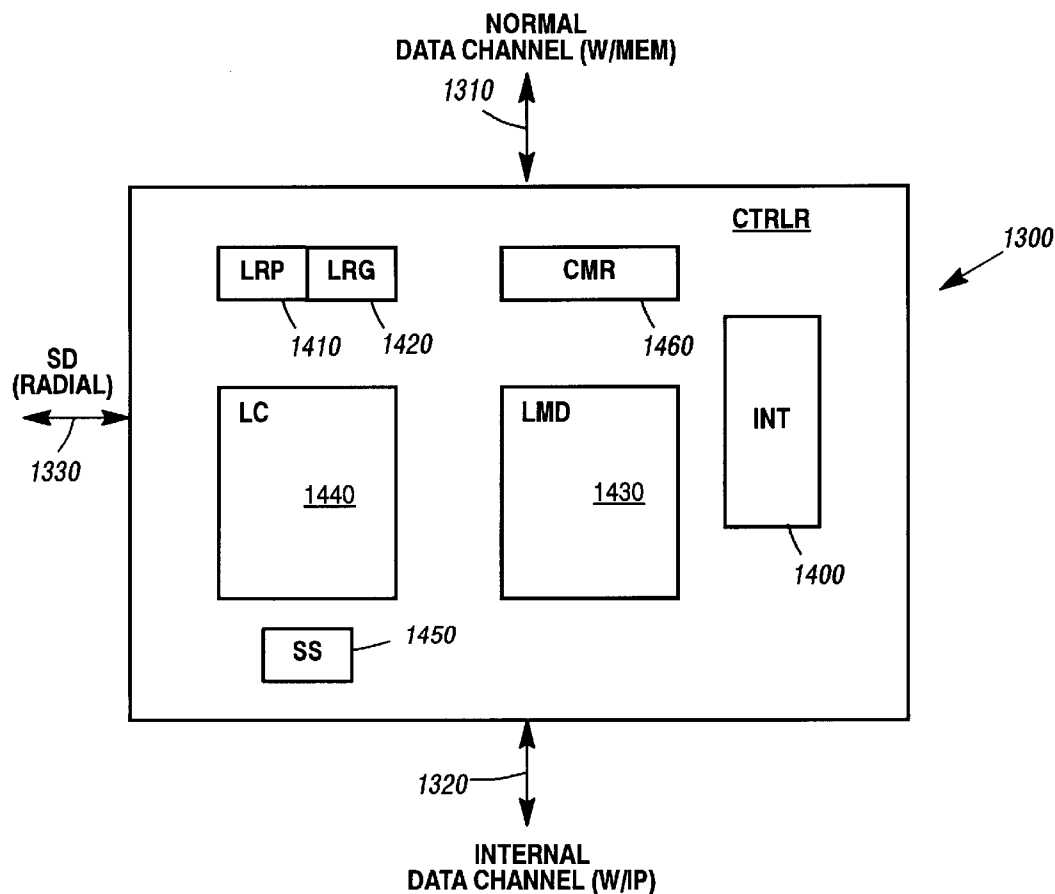 NORMAL
DATA CHANNEL (W/MEM)
1310
CTRLR
1300
LRP
LRG
CMR
1410
1420
1460
SD
(RADIAL)
1330
LC
LMD
INT
1440
1430
1400
SS
1450
1320
INTERNAL
DATA CHANNEL (W/IP)